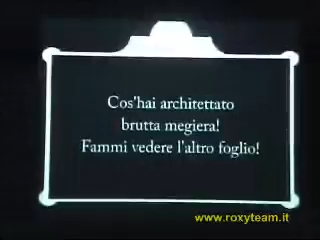 Cos'hai architettato
brutta megiera!
Fammi vedere l'altro foglio!
www.roxyteam.it